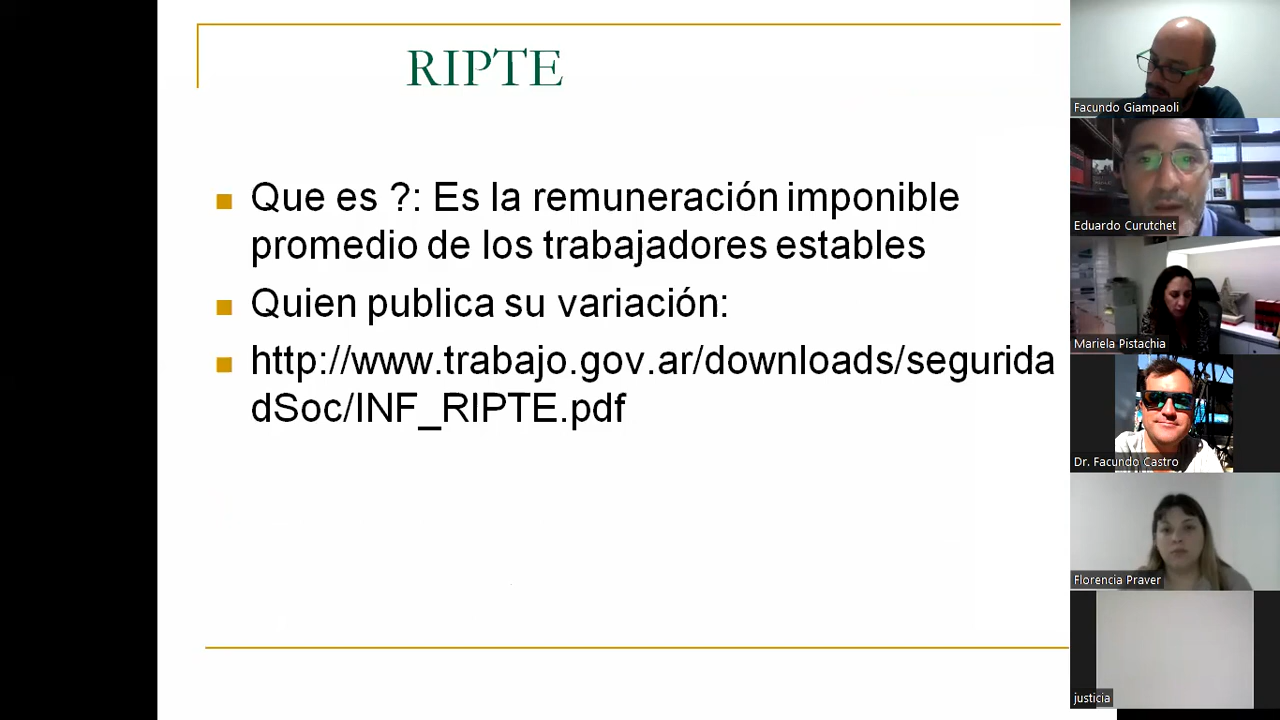 RIPTE
Que es ?: Es la remuneración imponible
promedio de los trabajadores estables
Quien publica su variación:
http://www.trabajo.gov.ar/downloads/segurida
dSoc/INF_RIPTE.pdf
Facundo Giampaoli
Eduardo Curutchet
Mariela Pistachia
Dr. Facundo Castro
Florencia Praver
justicia